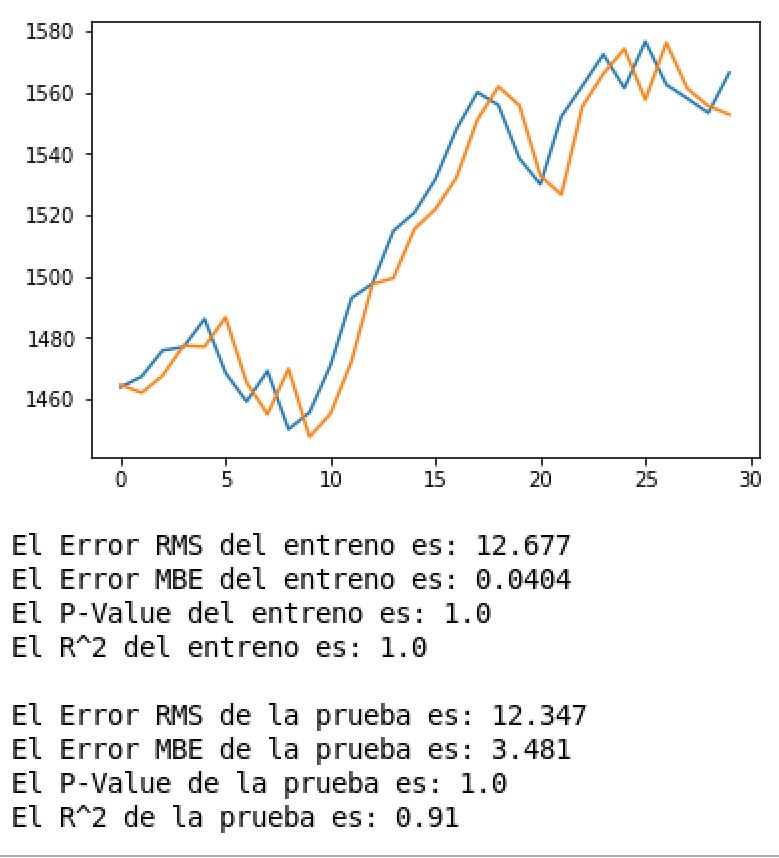 1580
1560
1540
1520
1500
1480
1460
0 5 10 15 20 25 30
El Error RMS del entreno es: 12.677
El Error MBE del entreno es: 0.0404
El P-Value del entreno es: 1.0
El R^2 del entreno es: 1.0
El Error RMS de la prueba es: 12.347
El Error MBE de la prueba es: 3.481
El P-Value de la prueba es: 1.0
El R^2 de la prueba es: 0.91